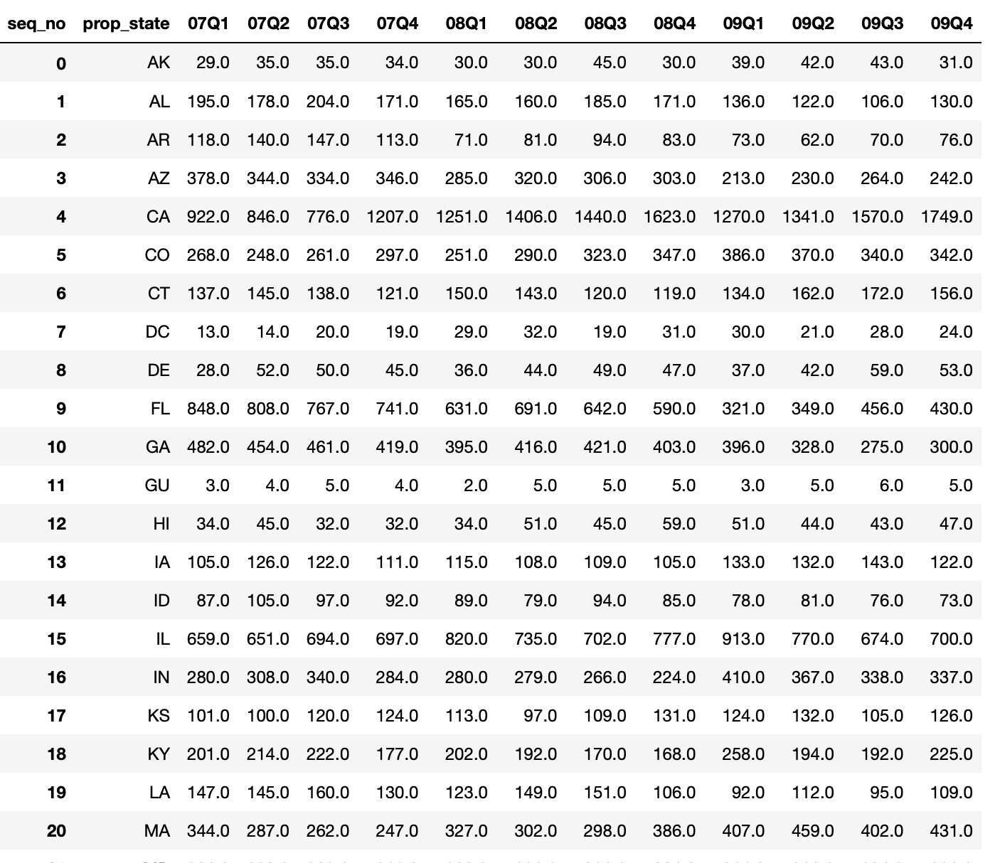 seq_no prop_state 07Q1 07Q2 07Q3 07Q4 08Q1 08Q2 08Q3 08Q4 09Q1 09Q2 09Q3 09Q4
0 AK 29.0 35.0 35.0 34.0 30.0 30.0 45.0 30.0 39.0 42.0 43.0 31.0
1 AL 195.0 178.0 204.0 171.0 165.0 160.0 185.0 171.0 136.0 122.0 106.0 130.0
2 AR 118.0 140.0 147.0 113.0 71.0 81.0 94.0 83.0 73.0 62.0 70.0 76.0
3 AZ 378.0 344.0 334.0 346.0 285.0 320.0 306.0 303.0 213.0 230.0 264.0 242.0
4 CA 922.0 846.0 776.0 1207.0 1251.0 1406.0 1440.0 1623.0 1270.0 1341.0 1570.0 1749.0
5 CO 268.0 248.0 261.0 297.0 251.0 290.0 323.0 347.0 386.0 370.0 340.0 342.0
6 CT 137.0 145.0 138.0 121.0 150.0 143.0 120.0 119.0 134.0 162.0 172.0 156.0
7 DC 13.0 14.0 20.0 19.0 29.0 32.0 19.0 31.0 30.0 21.0 28.0 24.0
8 DE 28.0 52.0 50.0 45.0 36.0 44.0 49.0 47.0 37.0 42.0 59.0 53.0
9 FL 848.0 808.0 767.0 741.0 631.0 691.0 642.0 590.0 321.0 349.0 456.0 430.0
10 GA 482.0 454.0 461.0 419.0 395.0 416.0 421.0 403.0 396.0 328.0 275.0 300.0
11 GU 3.0 4.0 5.0 4.0 2.0 5.0 5.0 5.0 3.0 5.0 6.0 5.0
12 HI 34.0 45.0 32.0 32.0 34.0 51.0 45.0 59.0 51.0 44.0 43.0 47.0
13 IA 105.0 126.0 122.0 111.0 115.0 108.0 109.0 105.0 133.0 132.0 143.0 122.0
14 ID 87.0 105.0 97.0 92.0 89.0 79.0 94.0 85.0 78.0 81.0 76.0 73.0
15 IL 659.0 651.0 694.0 697.0 820.0 735.0 702.0 777.0 913.0 770.0 674.0 700.0
16 IN 280.0 308.0 340.0 284.0 280.0 279.0 266.0 224.0 410.0 367.0 338.0 337.0
17 KS 101.0 100.0 120.0 124.0 113.0 97.0 109.0 131.0 124.0 132.0 105.0 126.0
18 KY 201.0 214.0 222.0 177.0 202.0 192.0 170.0 168.0 258.0 194.0 192.0 225.0
19 LA 147.0 145.0 160.0 130.0 123.0 149.0 151.0 106.0 92.0 112.0 95.0 109.0
20 MA 344.0 287.0 262.0 247.0 327.0 302.0 298.0 386.0 407.0 459.0 402.0 431.0